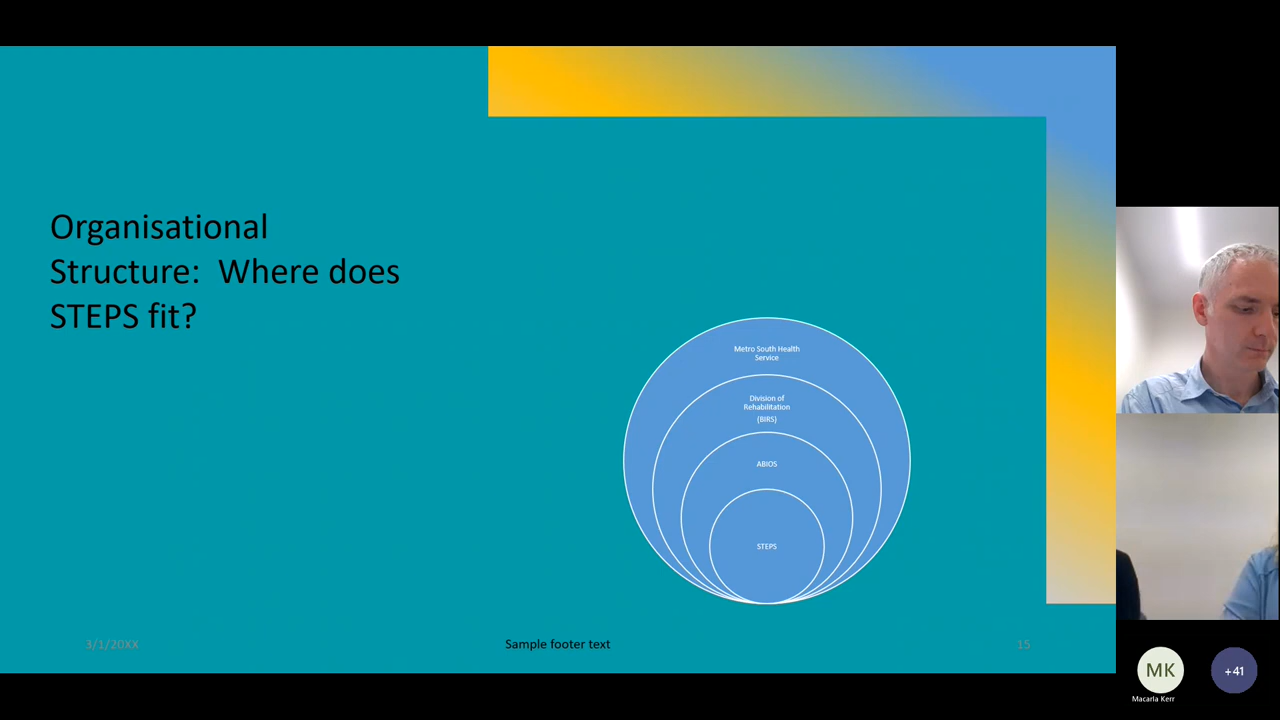 Organisational
Structure:  Where does
STEPS fit?
Metro South Health
Service
Division of
Rehabilitation
(BIRS)
ABIOS
STEPS
3/1/20XX
Sample footer text
15
MK
+41
Macarla Kerr